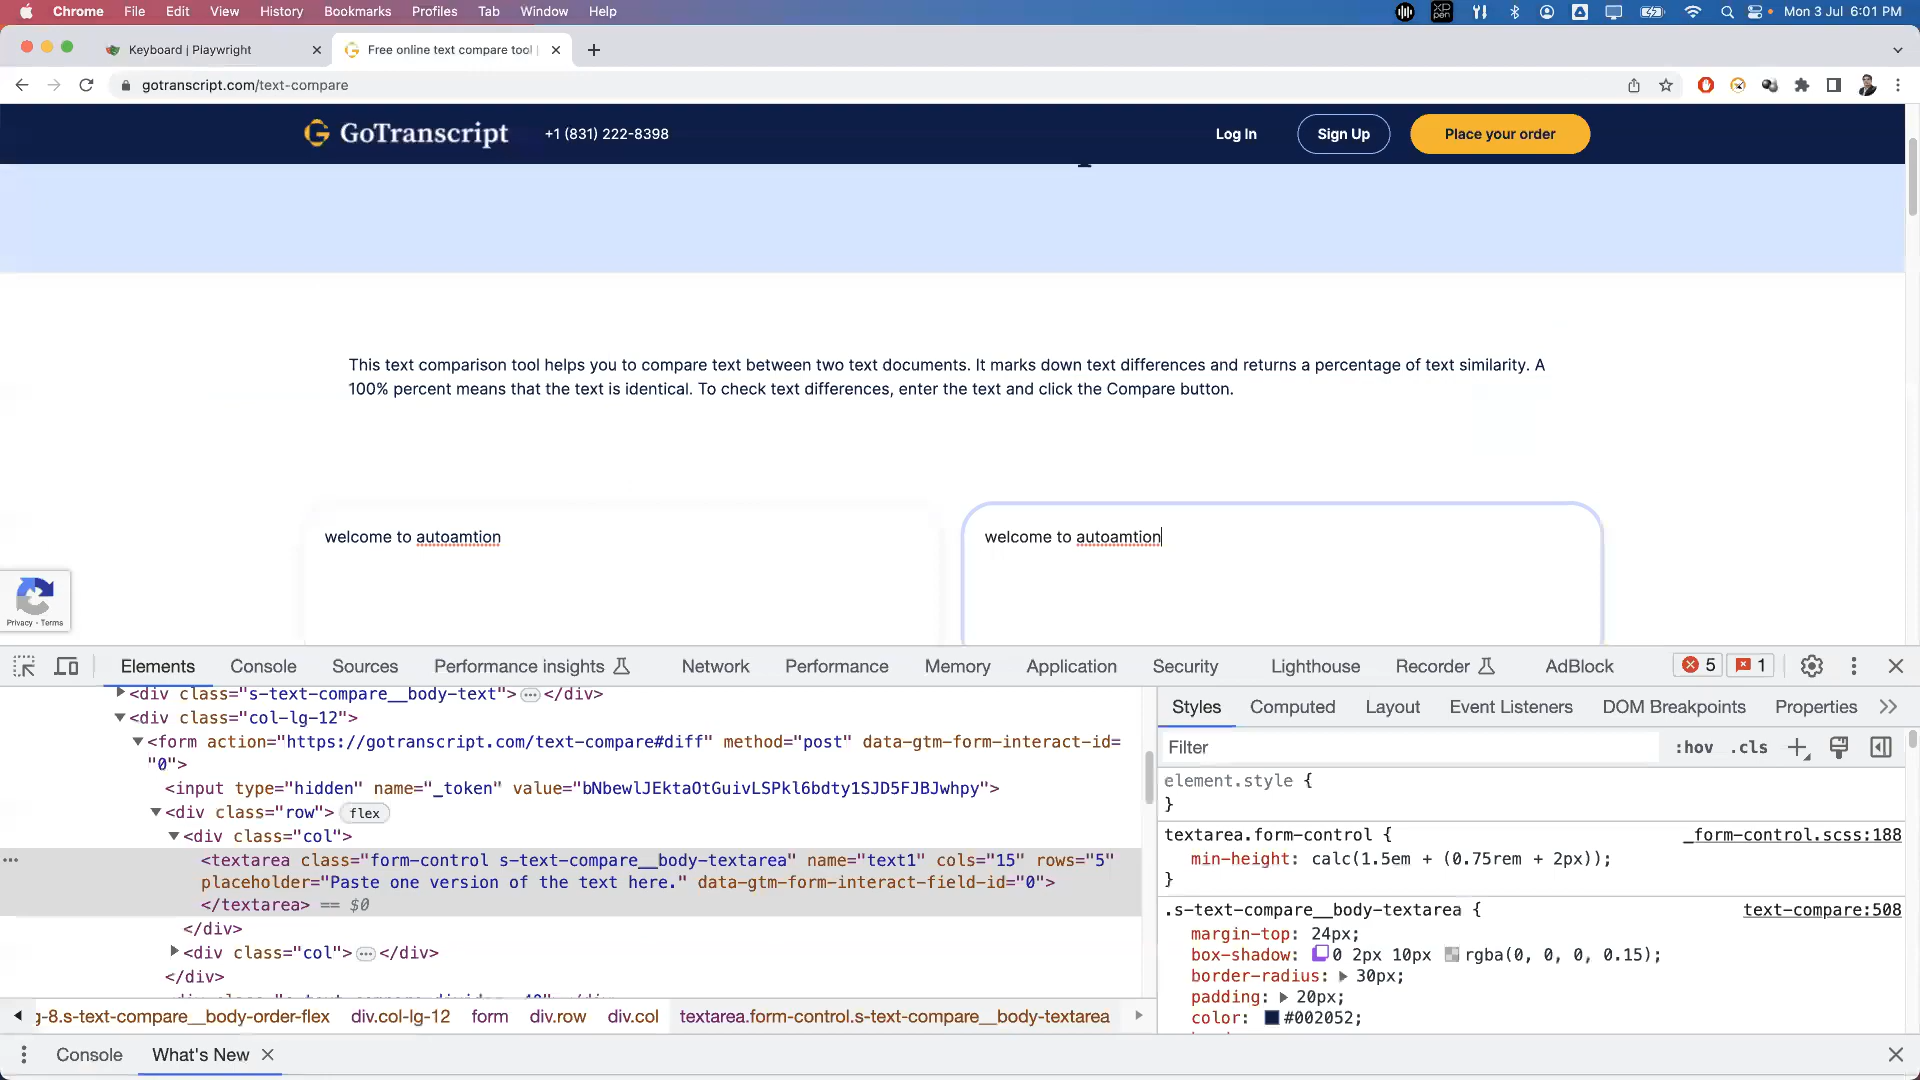 Chrome File Edit View History Bookmarks Profiles Tab Window Help
XP PEN
Mon 3 Jul 6:01 PM
Keyboard | Playwright
Free online text compare tool |
gotranscript.com/text-compare
GoTranscript
+1 (831) 222-8398
Log In
Sign Up
Place your order
This text comparison tool helps you to compare text between two text documents. It marks down text differences and returns a percentage of text similarity. A
100% percent means that the text is identical. To check text differences, enter the text and click the Compare button.
welcome to autoamtion
welcome to autoamtion
Privacy - Terms
Elements Console Sources Performance insights Network Performance Memory Application Security Lighthouse Recorder AdBlock 5 1
<div class="s-text-compare__body-text"> … </div>
<div class="col-lg-12">
<form action="https://gotranscript.com/text-compare#diff" method="post" data-gtm-form-interact-id=
"0">
<input type="hidden" name="_token" value="bNbewlJEktaOtGuivLSPkl6bdty1SJD5FJBJwhpy">
<div class="row"> flex
<div class="col">
<textarea class="form-control s-text-compare__body-textarea" name="text1" cols="15" rows="5"
placeholder="Paste one version of the text here." data-gtm-form-interact-field-id="0">
</textarea> == $0
</div>
<div class="col"> … </div>
</div>
g-8.s-text-compare__body-order-flex div.col-lg-12 form div.row div.col textarea.form-control.s-text-compare__body-textarea
Styles Computed Layout Event Listeners DOM Breakpoints Properties
Filter :hov .cls
element.style {
}
textarea.form-control { _form-control.scss:188
min-height: calc(1.5em + (0.75rem + 2px));
}
.s-text-compare__body-textarea { text-compare:508
margin-top: 24px;
box-shadow: 0 2px 10px rgba(0, 0, 0, 0.15);
border-radius: 30px;
padding: 20px;
color: #002052;
Console What's New